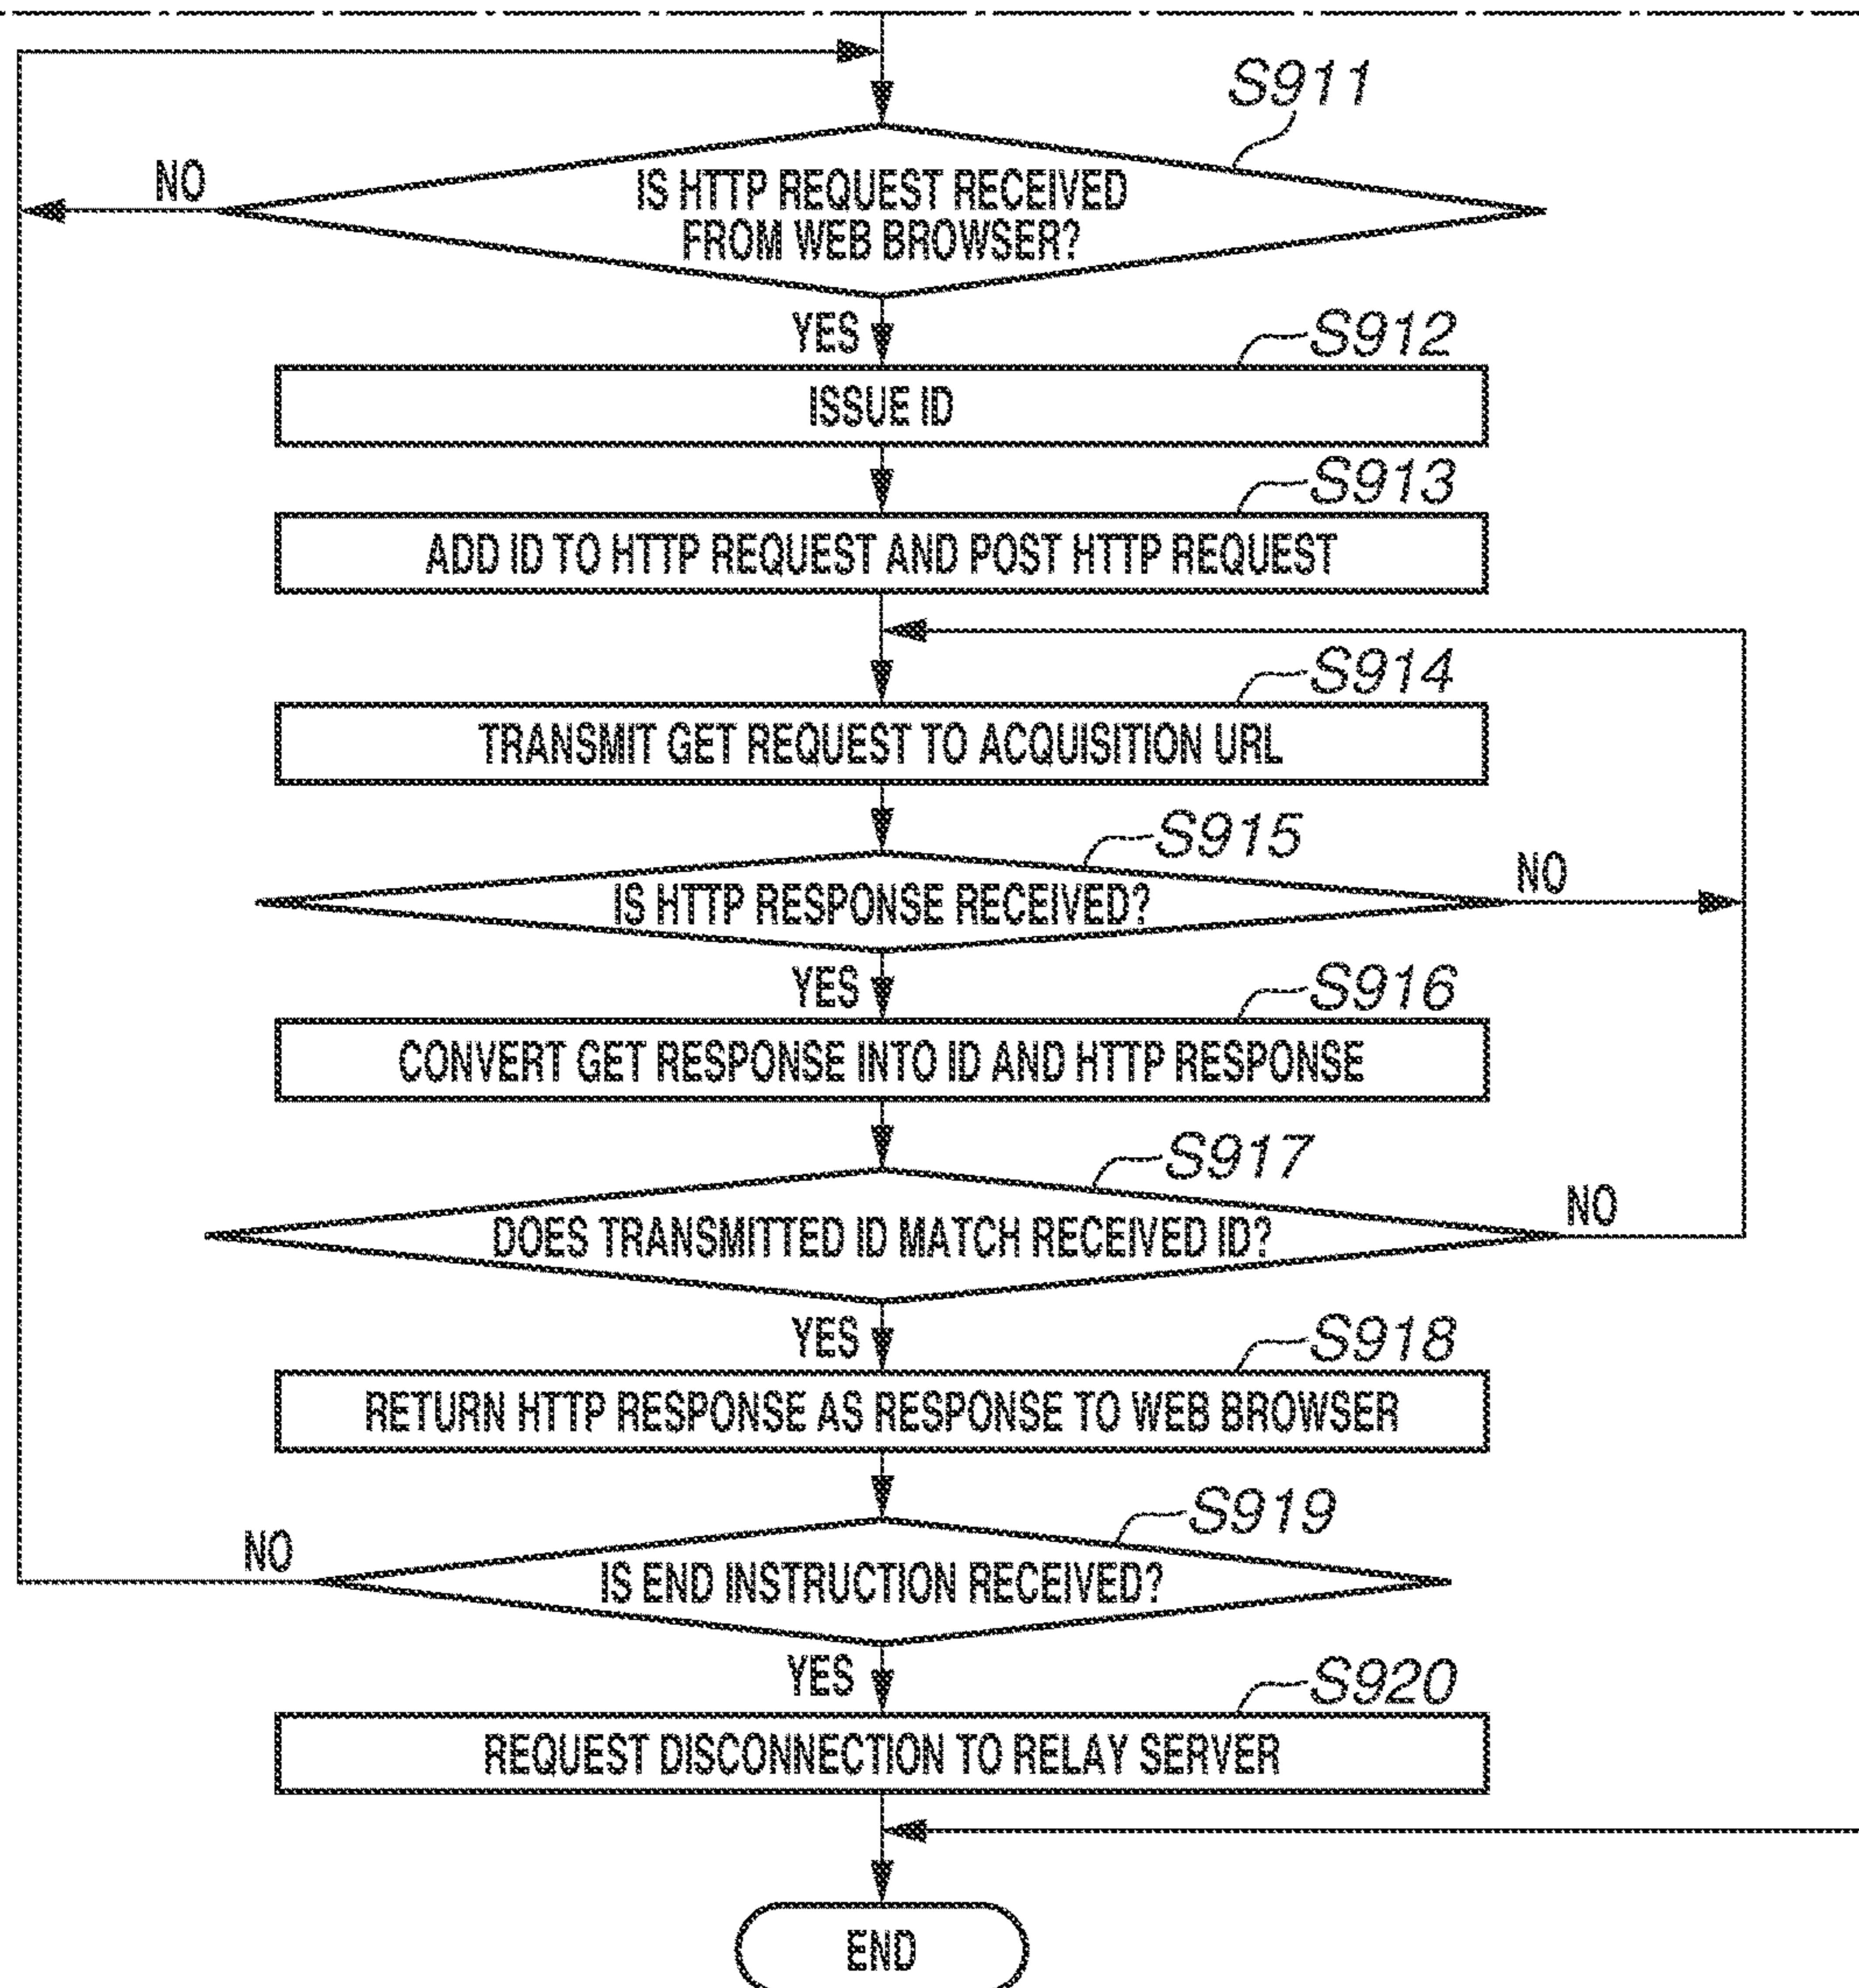 S911
NO
IS HTTP REQUEST RECEIVED
FROM WEB BROWSER?
YES
S912
ISSUE ID
S913
ADD ID TO HTTP REQUEST AND POST HTTP REQUEST
S914
TRANSMIT GET REQUEST TO ACQUISITION URL
S915
NO
IS HTTP RESPONSE RECEIVED?
YES
S916
CONVERT GET RESPONSE INTO ID AND HTTP RESPONSE
S917
NO
DOES TRANSMITTED ID MATCH RECEIVED ID?
YES
S918
RETURN HTTP RESPONSE AS RESPONSE TO WEB BROWSER
S919
NO
IS END INSTRUCTION RECEIVED?
YES
S920
REQUEST DISCONNECTION TO RELAY SERVER
END